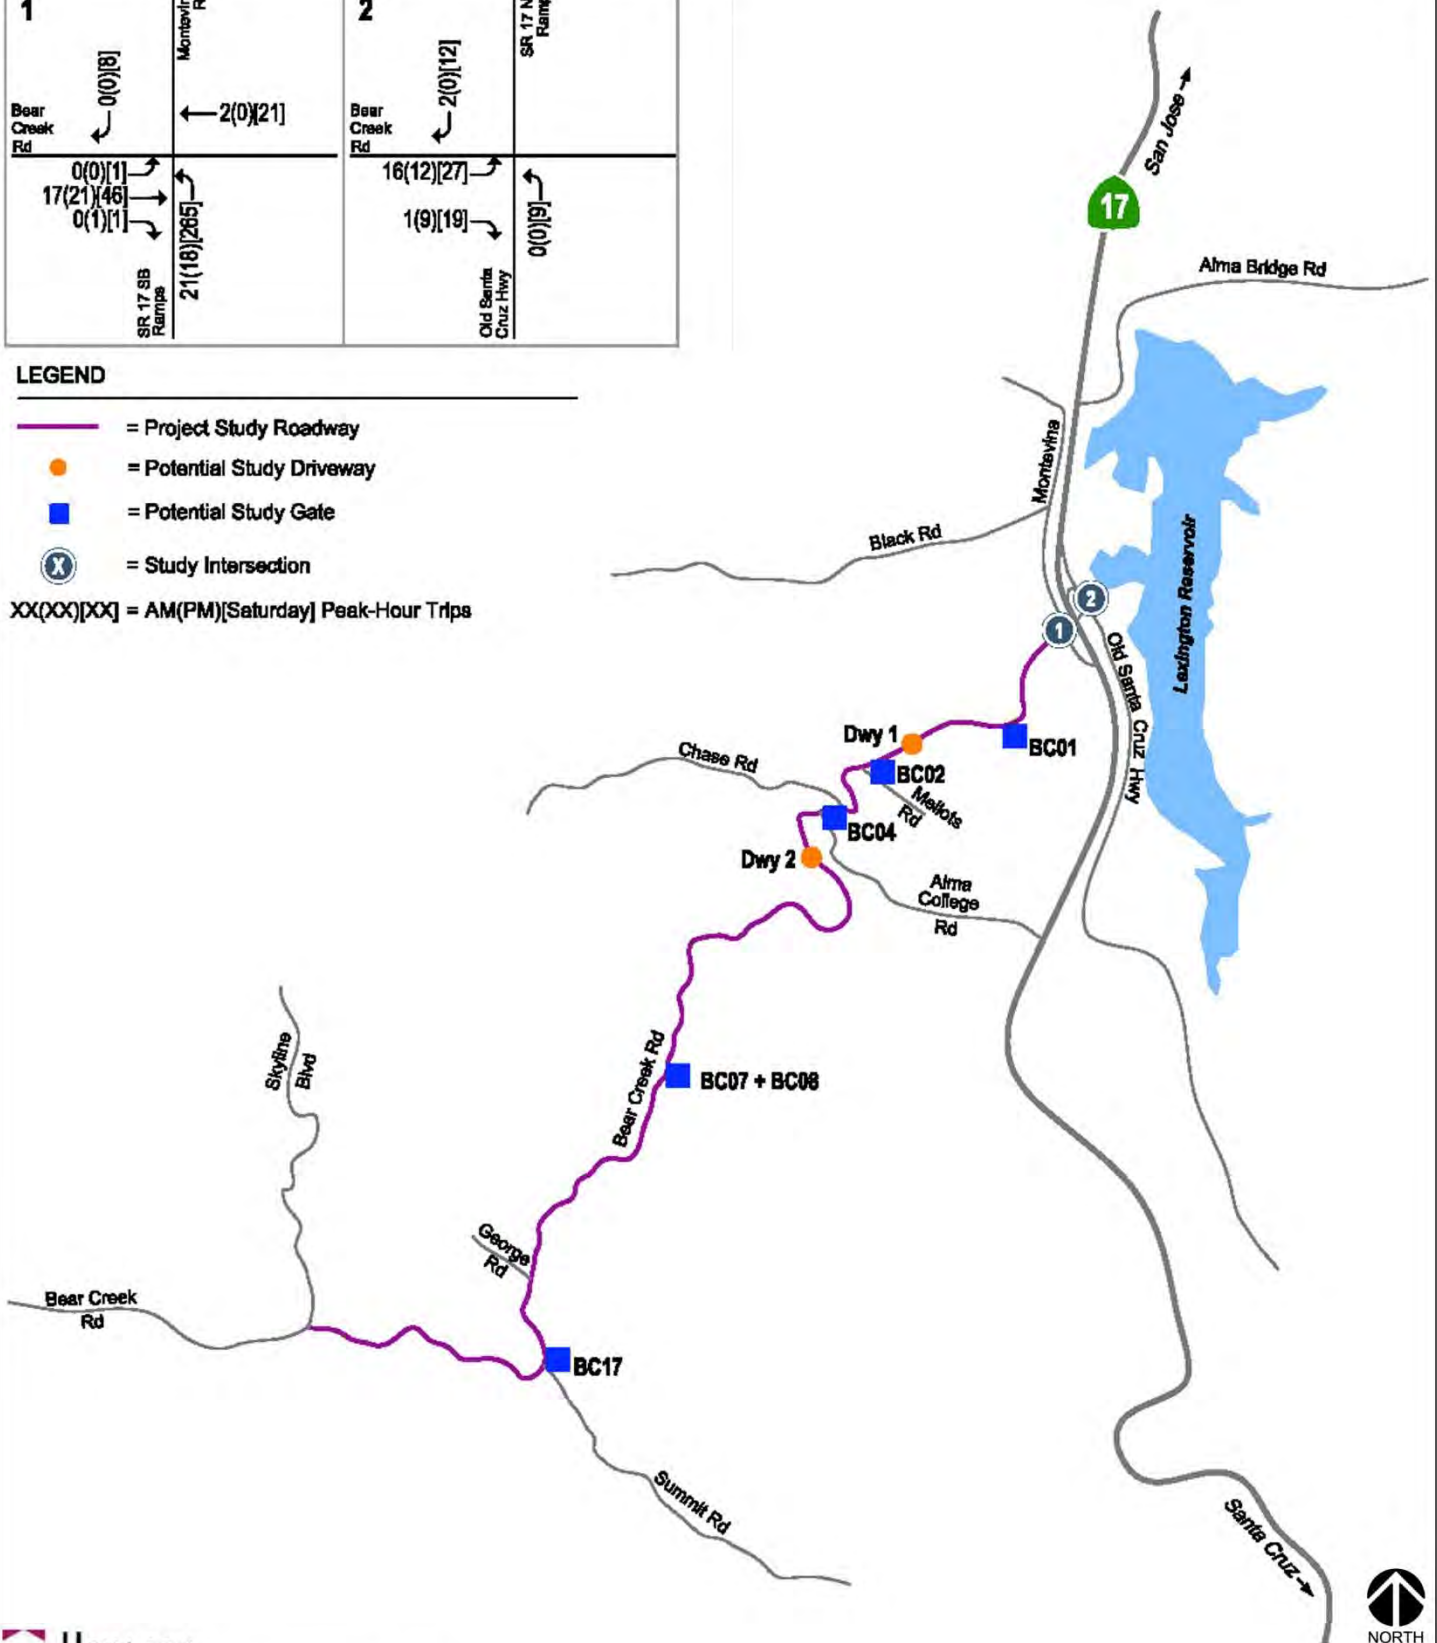 1
Bear
Creek
Rd
0(0)[8]
2(0)[21]
0(0)[1]
17(21)[46]
0(1)[1]
21(18)[265]
SR 17 SB
Ramps
2
SR 17
Bear
Creek
Rd
2(0)[12]
16(12)[27]
1(9)[19]
0(0)[9]
Old Santa
Cruz Hwy
LEGEND
= Project Study Roadway
= Potential Study Driveway
= Potential Study Gate
X = Study Intersection
XX(XX)[XX] = AM(PM)[Saturday] Peak-Hour Trips
San Jose
17
Alma Bridge Rd
Montevina
Black Rd
Lexington Reservoir
2
1
Old Santa Cruz Hwy
Dwy 1
BC01
Chase Rd
BC02
Mellots
Rd
BC04
Dwy 2
Alma
College
Rd
Skyline
Blvd
Bear Creek Rd
BC07 + BC08
George
Rd
Bear Creek
Rd
BC17
Summit Rd
Santa Cruz
NORTH